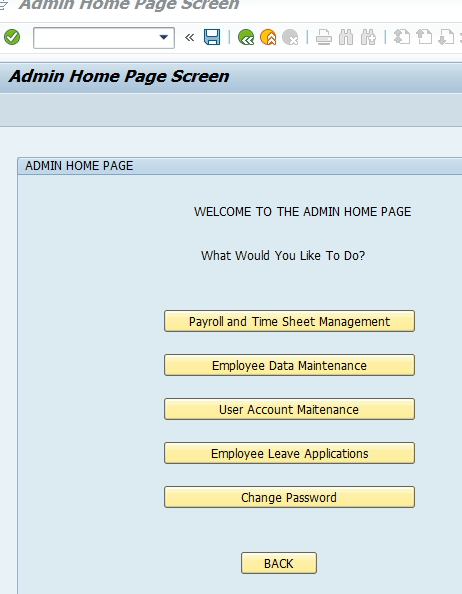 Admin Home Page Screen
Admin Home Page Screen
ADMIN HOME PAGE
WELCOME TO THE ADMIN HOME PAGE
What Would You Like To Do?
Payroll and Time Sheet Management
Employee Data Maintenance
User Account Maitenance
Employee Leave Applications
Change Password
BACK